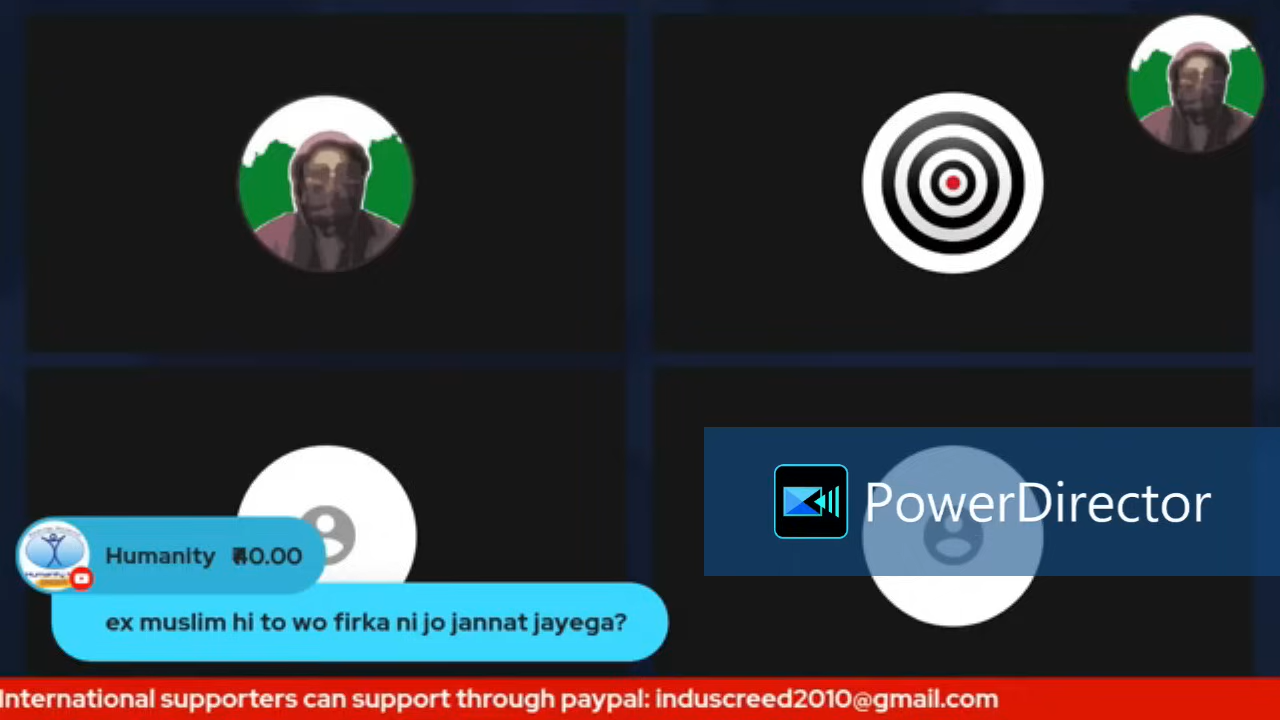 PowerDirector
Humanity ₹40.00
ex muslim hi to wo firka ni jo jannat jayega?
International supporters can support through paypal: induscreed2010@gmail.com